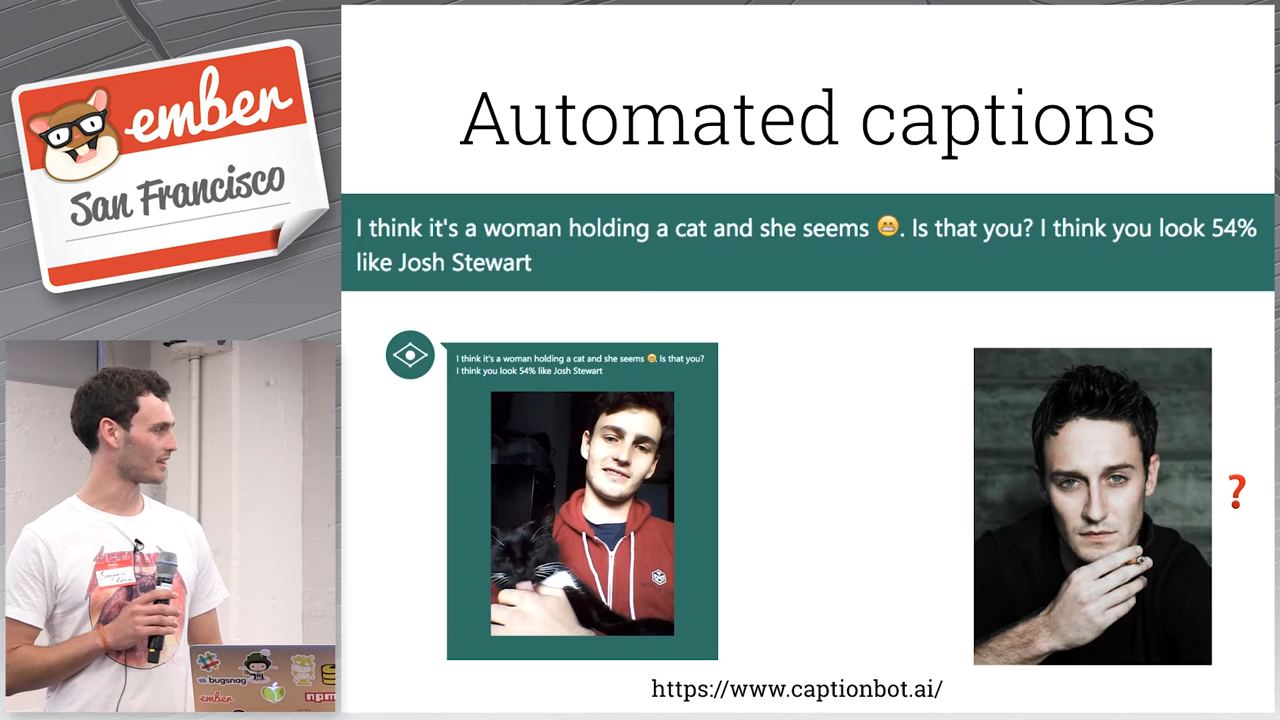 ember
San Francisco
Automated captions
I think it's a woman holding a cat and she seems 😁. Is that you? I think you look 54%
like Josh Stewart
I think it's a woman holding a cat and she seems 😁. Is that you?
I think you look 54% like Josh Stewart
?
https://www.captionbot.ai/
hello
bugsnag
ember
npm